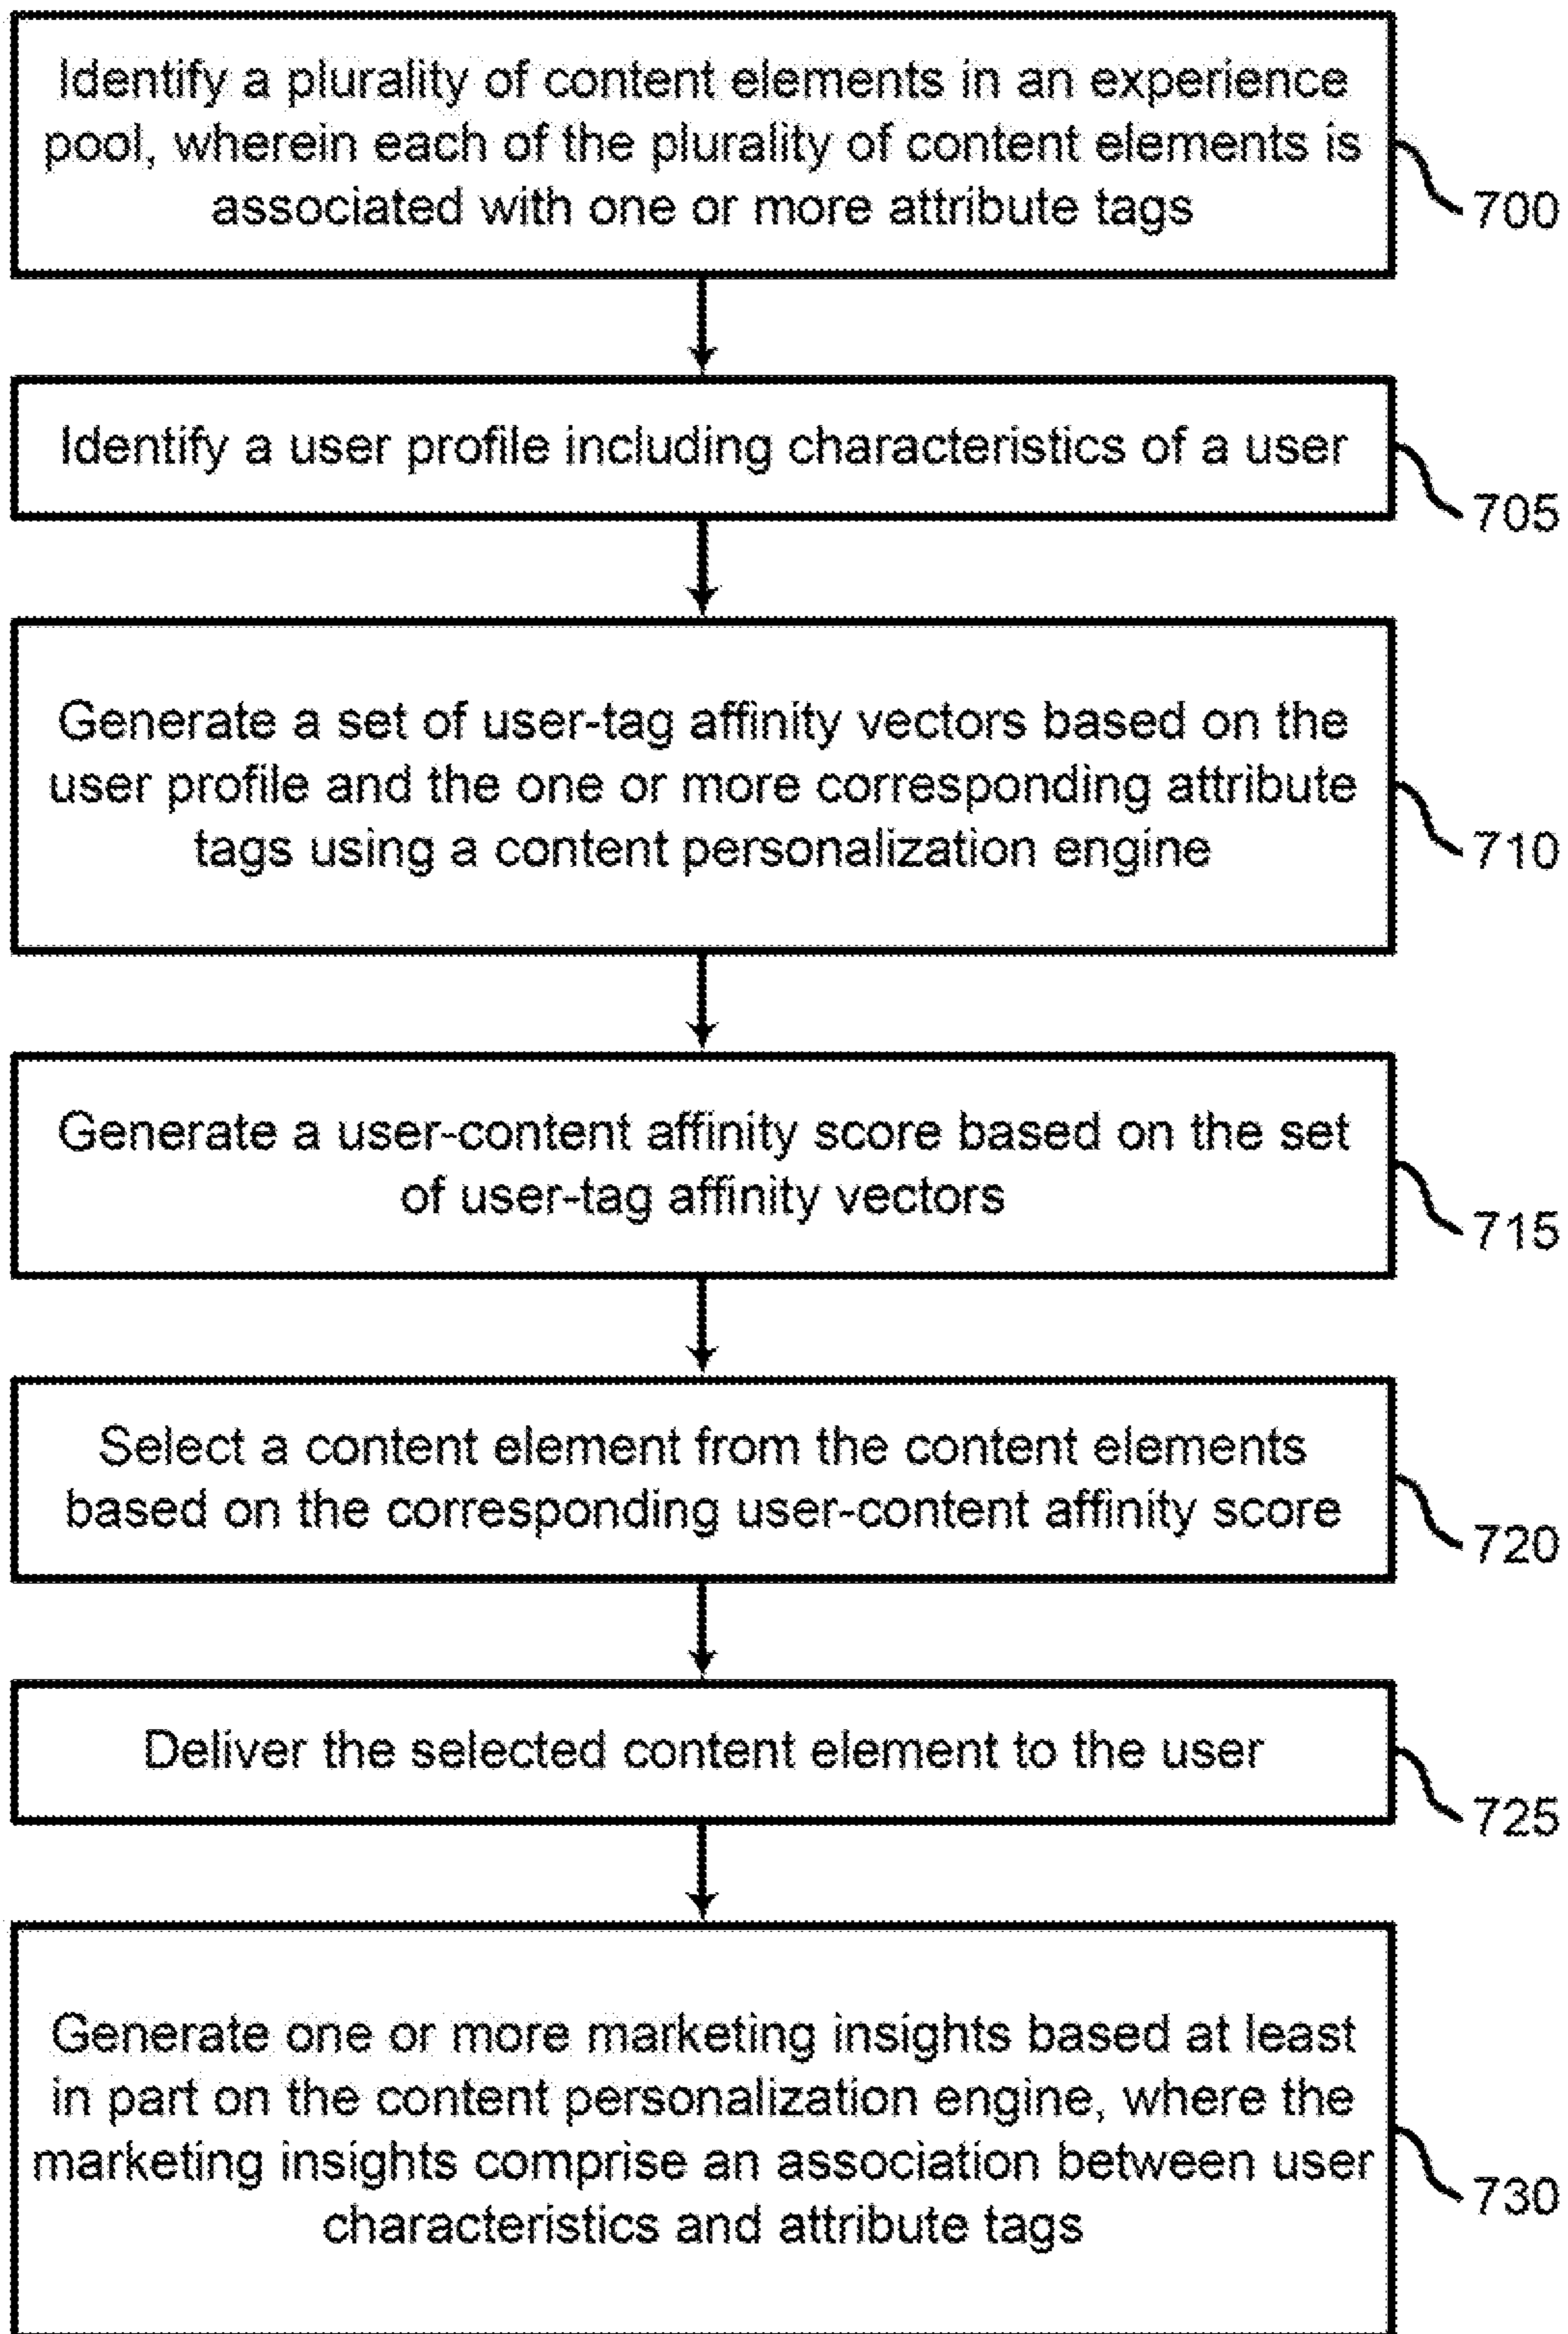 Identify a plurality of content elements in an experience
pool, wherein each of the plurality of content elements is
associated with one or more attribute tags
700
Identify a user profile including characteristics of a user
705
Generate a set of user-tag affinity vectors based on the
user profile and the one or more corresponding attribute
tags using a content personalization engine
710
Generate a user-content affinity score based on the set
of user-tag affinity vectors
715
Select a content element from the content elements
based on the corresponding user-content affinity score
720
Deliver the selected content element to the user
725
Generate one or more marketing insights based at least
in part on the content personalization engine, where the
marketing insights comprise an association between user
characteristics and attribute tags
730